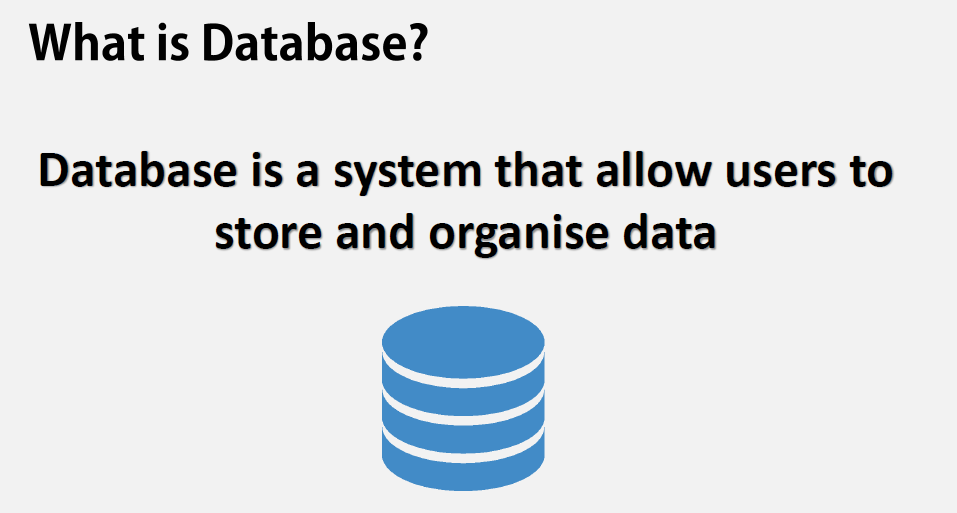 What is Database?
Database is a system that allow users to
store and organise data